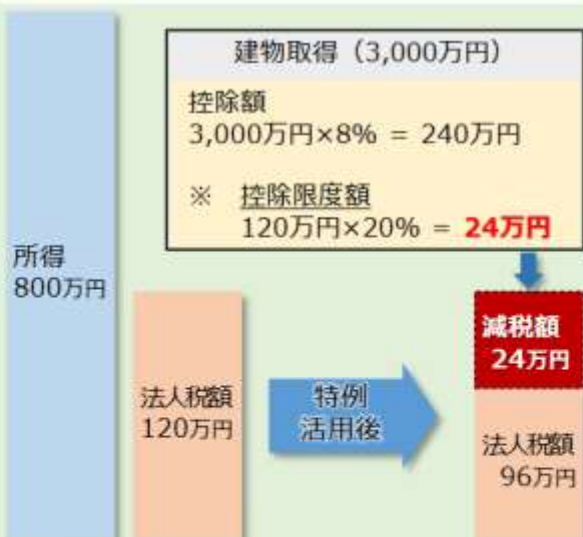 建物取得（3,000万円）
控除額
3,000万円×8% = 240万円
※ 控除限度額
120万円×20% = 24万円
所得
800万円
法人税額
120万円
特例
活用後
減税額
24万円
法人税額
96万円